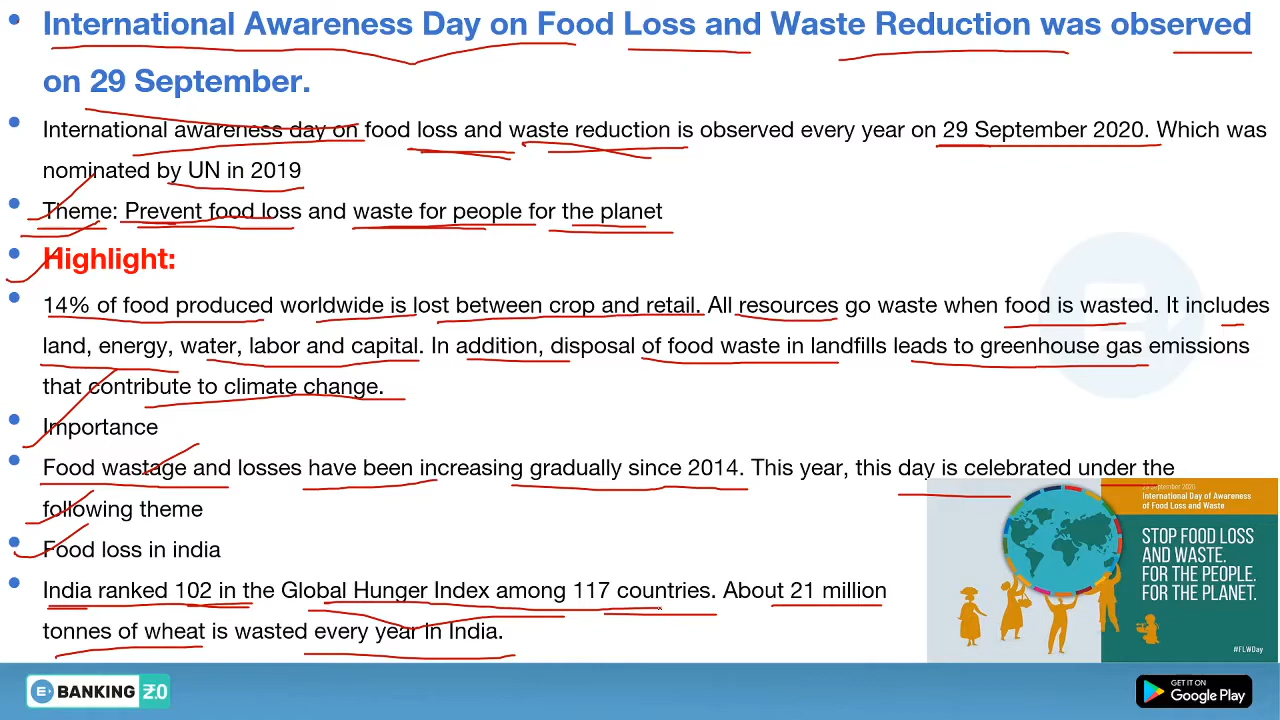 International Awareness Day on Food Loss and Waste Reduction was observed
on 29 September.
International awareness day on food loss and waste reduction is observed every year on 29 September 2020. Which was
nominated by UN in 2019
Theme: Prevent food loss and waste for people for the planet
Highlight:
14% of food produced worldwide is lost between crop and retail. All resources go waste when food is wasted. It includes
land, energy, water, labor and capital. In addition, disposal of food waste in landfills leads to greenhouse gas emissions
that contribute to climate change.
Importance
Food wastage and losses have been increasing gradually since 2014. This year, this day is celebrated under the
following theme
Food loss in india
India ranked 102 in the Global Hunger Index among 117 countries. About 21 million
tonnes of wheat is wasted every year in India.
29 September 2020
International Day of Awareness
of Food Loss and Waste
STOP FOOD LOSS
AND WASTE.
FOR THE PEOPLE.
FOR THE PLANET.
#FLWDay
BANKING 2.0
GET IT ON
Google Play